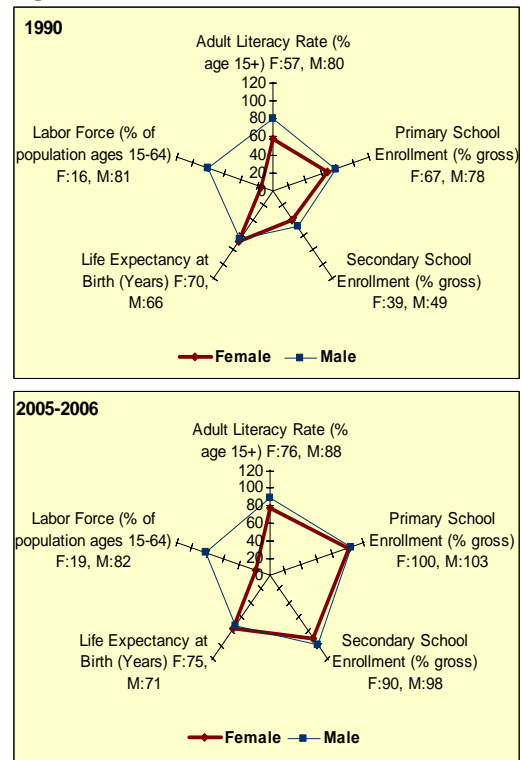 1990
Adult Literacy Rate (%
age 15+) F:57, M:80
120
100
80
60
40
20
0
Labor Force (% of
population ages 15-64)
F:16, M:81
Primary School
Enrollment (% gross)
F:67, M:78
Life Expectancy at
Birth (Years) F:70,
M:66
Secondary School
Enrollment (% gross)
F:39, M:49
Female Male
2005-2006
Adult Literacy Rate (%
age 15+) F:76, M:88
120
100
80
60
40
20
0
Labor Force (% of
population ages 15-64)
F:19, M:82
Primary School
Enrollment (% gross)
F:100, M:103
Life Expectancy at
Birth (Years) F:75,
M:71
Secondary School
Enrollment (% gross)
F:90, M:98
Female Male